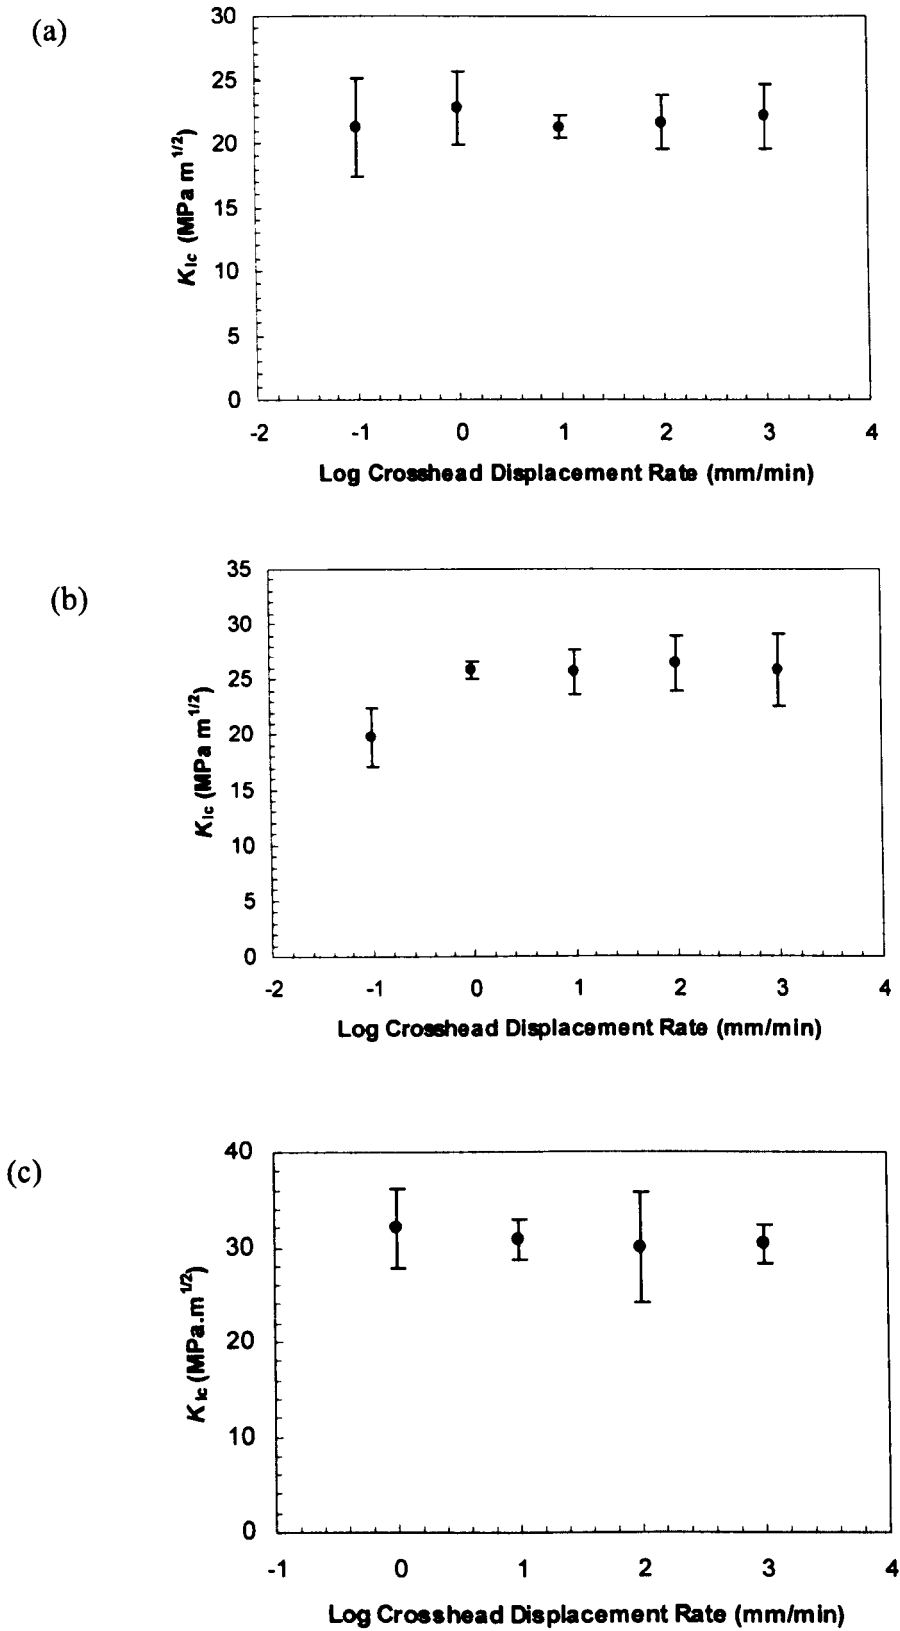 (a)
30
25
20
15
10
5
0
K_Ic (MPa m^1/2)
-2 -1 0 1 2 3 4
Log Crosshead Displacement Rate (mm/min)
(b)
35
30
25
20
15
10
5
0
K_Ic (MPa m^1/2)
-2 -1 0 1 2 3 4
Log Crosshead Displacement Rate (mm/min)
(c)
40
30
20
10
0
K_Ic (MPa.m^1/2)
-1 0 1 2 3 4
Log Crosshead Displacement Rate (mm/min)